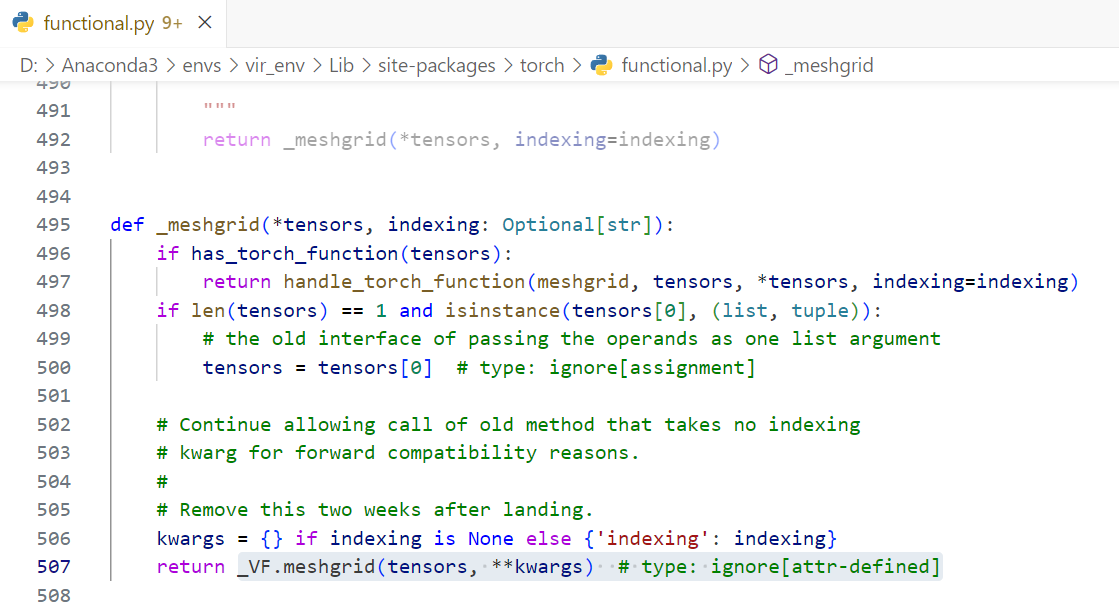 functional.py 9+ ×
D: > Anaconda3 > envs > vir_env > Lib > site-packages > torch > functional.py > _meshgrid
490
491 """
492 return _meshgrid(*tensors, indexing=indexing)
493
494
495 def _meshgrid(*tensors, indexing: Optional[str]):
496 if has_torch_function(tensors):
497 return handle_torch_function(meshgrid, tensors, *tensors, indexing=indexing)
498 if len(tensors) == 1 and isinstance(tensors[0], (list, tuple)):
499 # the old interface of passing the operands as one list argument
500 tensors = tensors[0]  # type: ignore[assignment]
501
502 # Continue allowing call of old method that takes no indexing
503 # kwarg for forward compatibility reasons.
504 #
505 # Remove this two weeks after landing.
506 kwargs = {} if indexing is None else {'indexing': indexing}
507 return _VF.meshgrid(tensors, **kwargs)  # type: ignore[attr-defined]
508